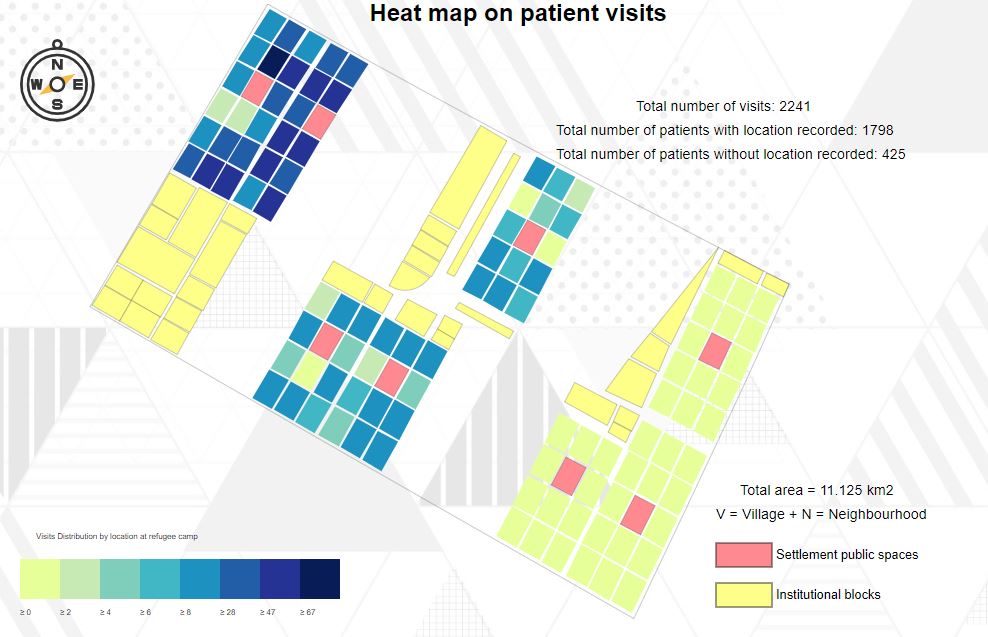 Heat map on patient visits
N
W E
S
Total number of visits: 2241
Total number of patients with location recorded: 1798
Total number of patients without location recorded: 425
Total area = 11.125 km2
V = Village + N = Neighbourhood
Settlement public spaces
Institutional blocks
Visits Distribution by location at refugee camp
≥ 0 ≥ 2 ≥ 4 ≥ 6 ≥ 8 ≥ 28 ≥ 47 ≥ 67